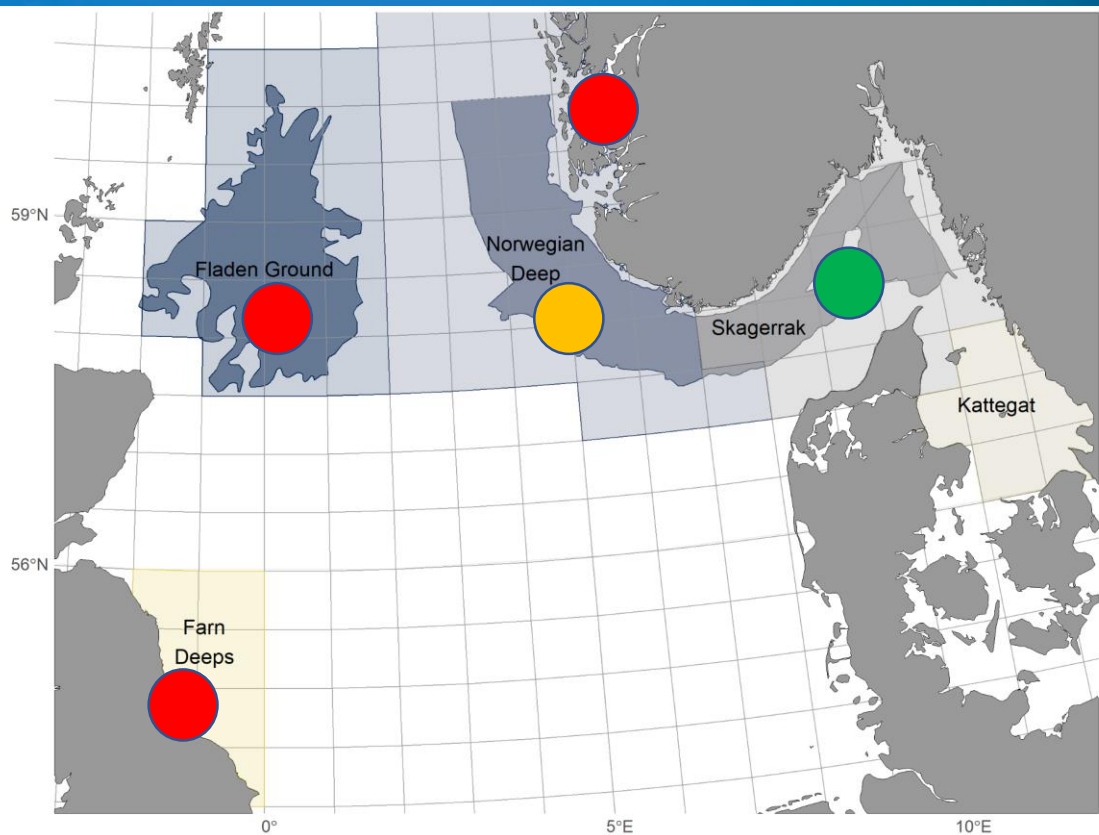 59°N
Fladen Ground
Norwegian
Deep
Skagerrak
Kattegat
56°N
Farn
Deeps
0°
5°E
10°E